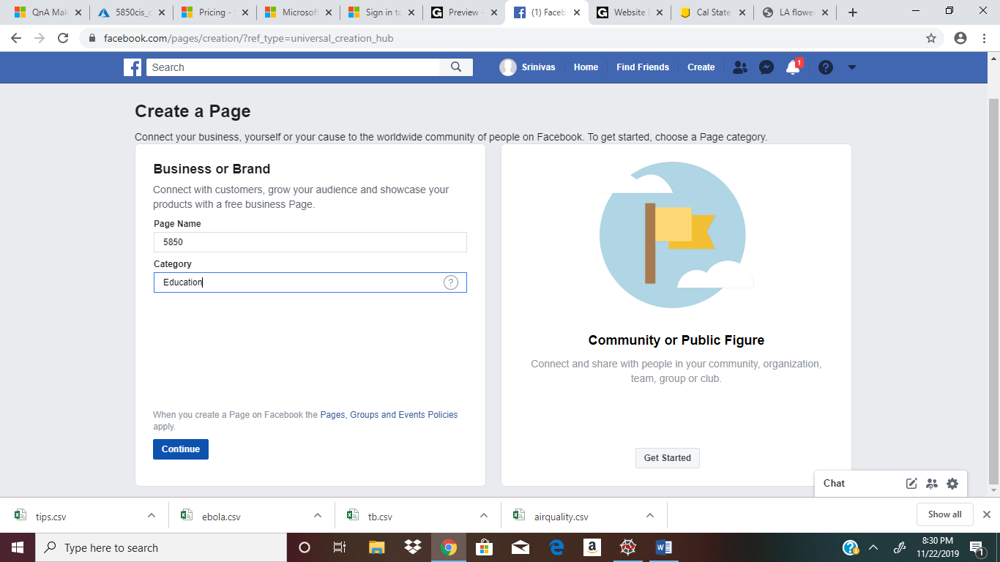 QnA Mak
5850cis_c
Pricing -
Microsoft
Sign in to
Preview -
(1) Faceb
Website
Cal State
LA flower
facebook.com/pages/creation/?ref_type=universal_creation_hub
Search
Srinivas
Home
Find Friends
Create
1
Create a Page
Connect your business, yourself or your cause to the worldwide community of people on Facebook. To get started, choose a Page category.
Business or Brand
Connect with customers, grow your audience and showcase your
products with a free business Page.
Page Name
5850
Category
Education
?
When you create a Page on Facebook the Pages, Groups and Events Policies
apply.
Continue
Community or Public Figure
Connect and share with people in your community, organization,
team, group or club.
Get Started
Chat
tips.csv
ebola.csv
tb.csv
airquality.csv
Show all
Type here to search
8:30 PM
11/22/2019
1